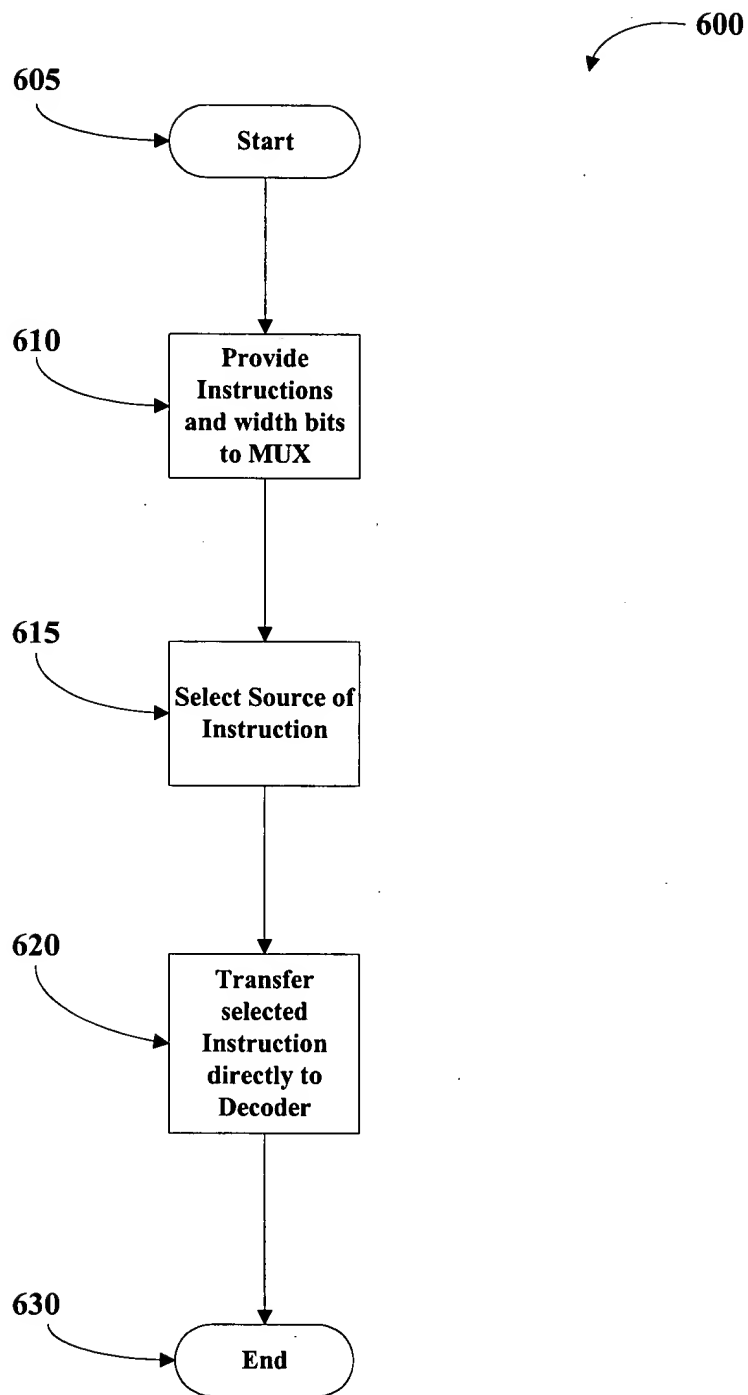 600
605
Start
610
Provide
Instructions
and width bits
to MUX
615
Select Source of
Instruction
620
Transfer
selected
Instruction
directly to
Decoder
630
End